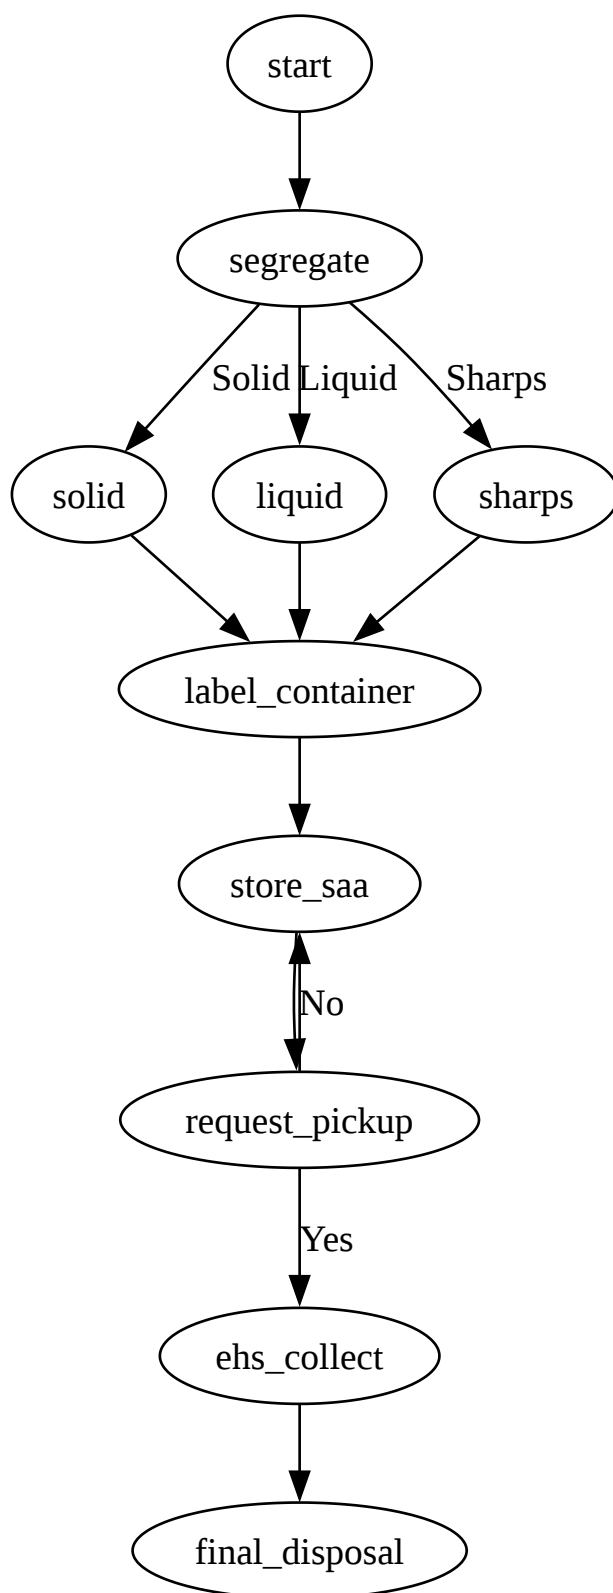 start
segregate
Solid Liquid Sharps
solid liquid sharps
label_container
store_saa
No
request_pickup
Yes
ehs_collect
final_disposal